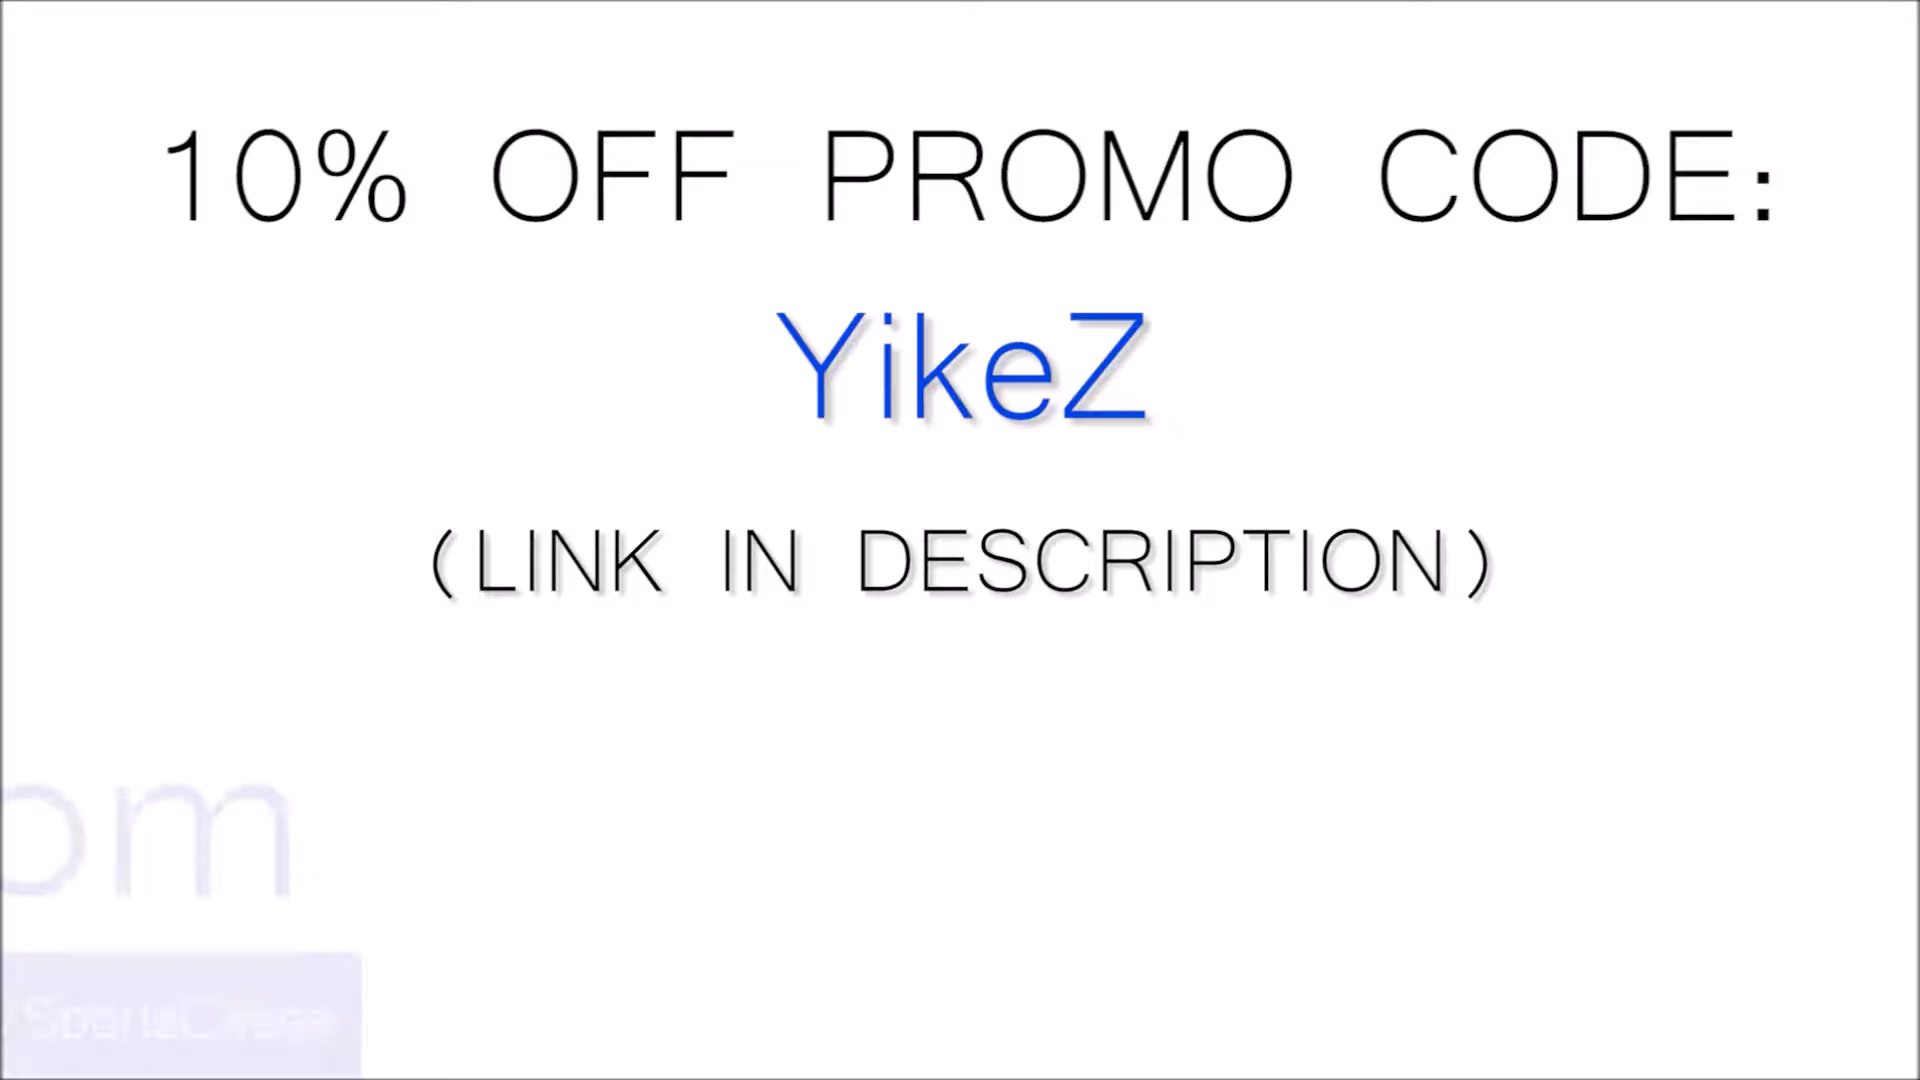 10% OFF PROMO CODE:
YikeZ
(LINK IN DESCRIPTION)
om